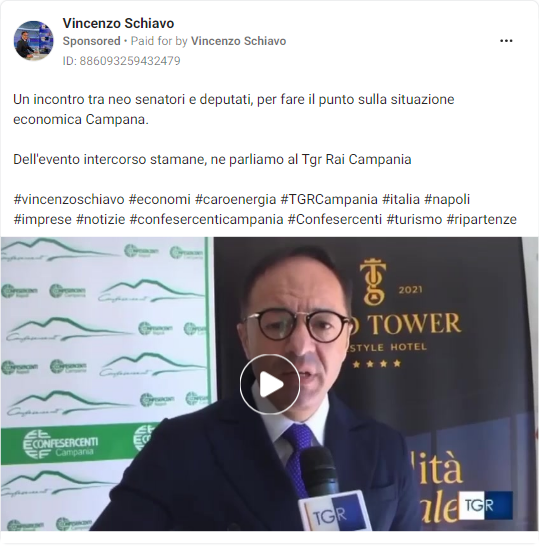 Vincenzo Schiavo
Sponsored • Paid for by Vincenzo Schiavo
ID: 886093259432479
Un incontro tra neo senatori e deputati, per fare il punto sulla situazione
economica Campana.
Dell'evento intercorso stamane, ne parliamo al Tgr Rai Campania
#vincenzoschiavo #economi #caroenergia #TGRCampania #italia #napoli
#imprese #notizie #confesercenticampania #Confesercenti #turismo #ripartenze
CONFESERCENTI
Campania
2021
TOWER
STYLE HOTEL
lità
ale
TGR
TGR